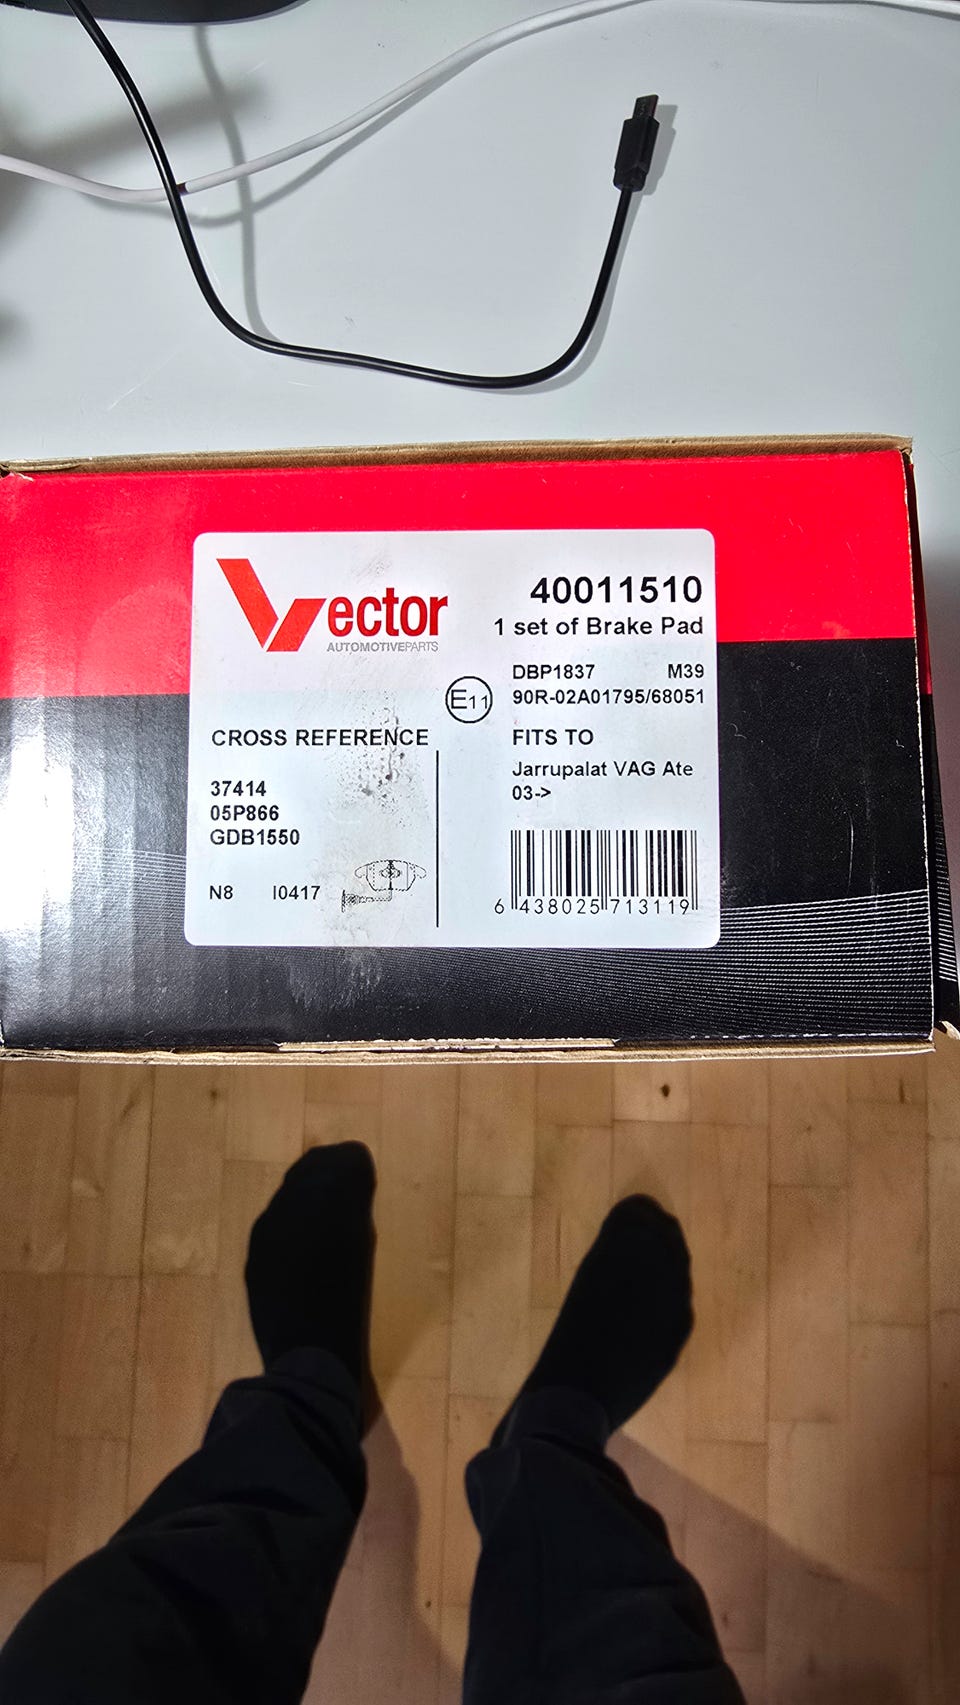 Vector
AUTOMOTIVEPARTS
40011510
1 set of Brake Pad
DBP1837 M39
E11
90R-02A01795/68051
CROSS REFERENCE
37414
05P866
GDB1550
N8 I0417
FITS TO
Jarrupalat VAG Ate
03->
6 438025 713119